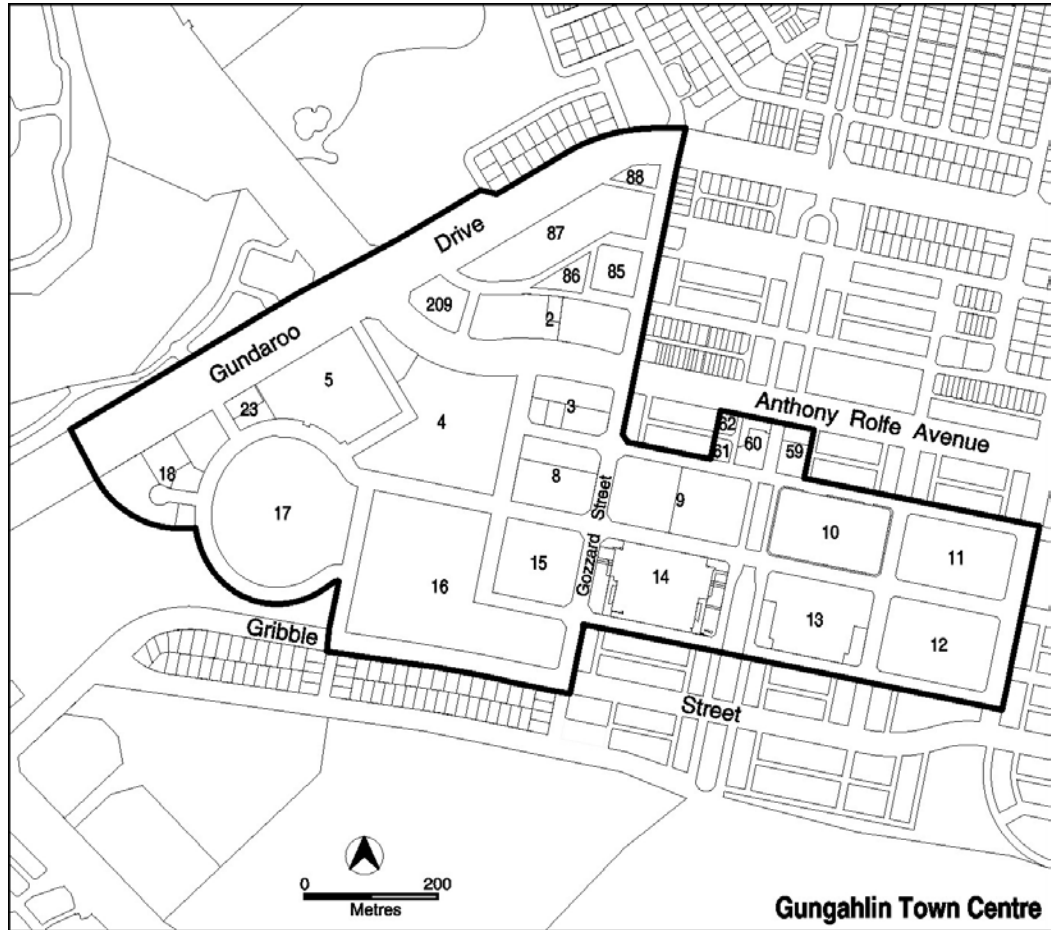 88
Drive
87
86
85
209
2
Gundaroo
5
23
3
4
Anthony Rolfe Avenue
62
61
60
59
18
8
9
Street
17
10
11
15
Gozzard
14
16
13
12
Gribble
Street
0 200
Metres
Gungahlin Town Centre